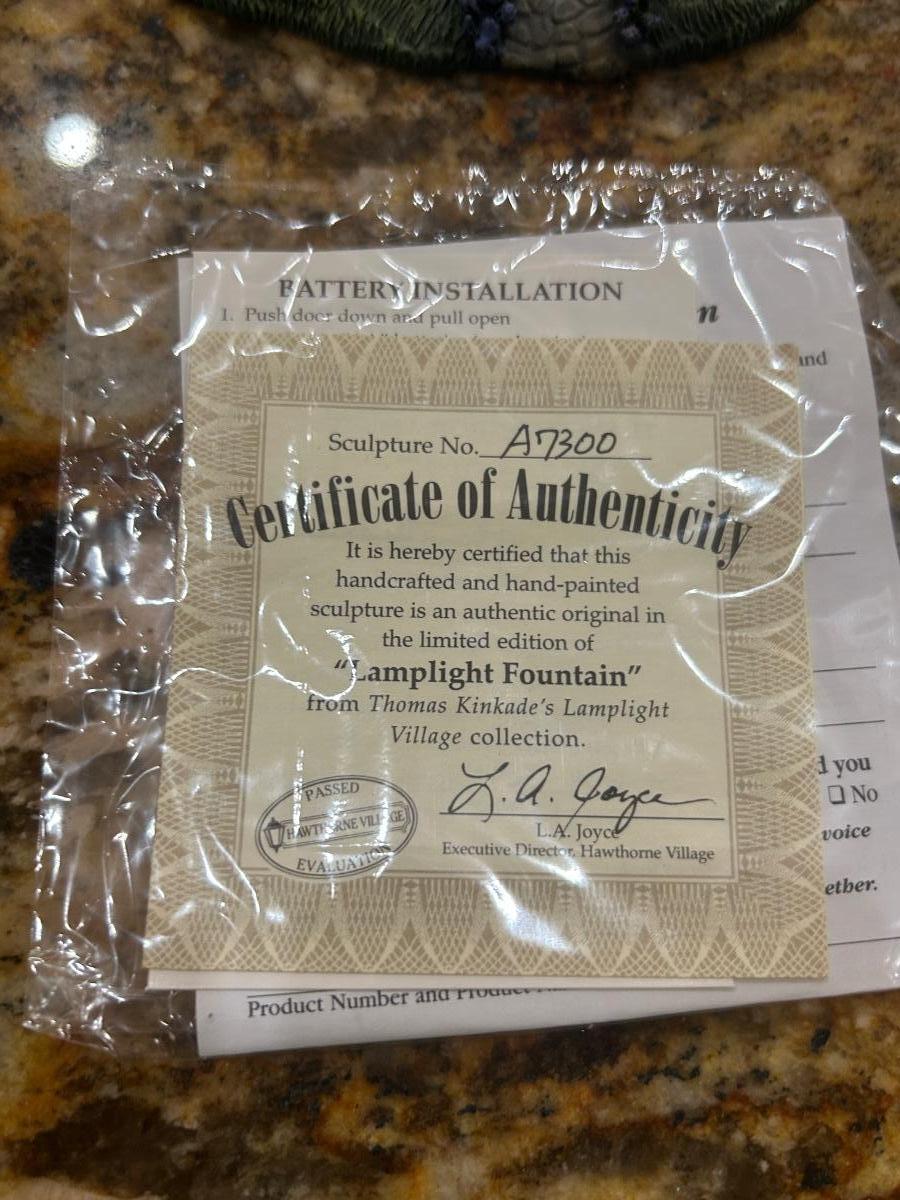 BATTERY INSTALLATION
1. Push door down and pull open
n
and
Sculpture No. A7300
Certificate of Authenticity
It is hereby certified that this
handcrafted and hand-painted
sculpture is an authentic original in
the limited edition of
"Lamplight Fountain"
from Thomas Kinkade's Lamplight
Village collection.
PASSED
HAWTHORNE VILLAGE
EVALUATION
L.A. Joyce
L.A. Joyce
Executive Director, Hawthorne Village
d you
☐ No
voice
ether.
Product Number and